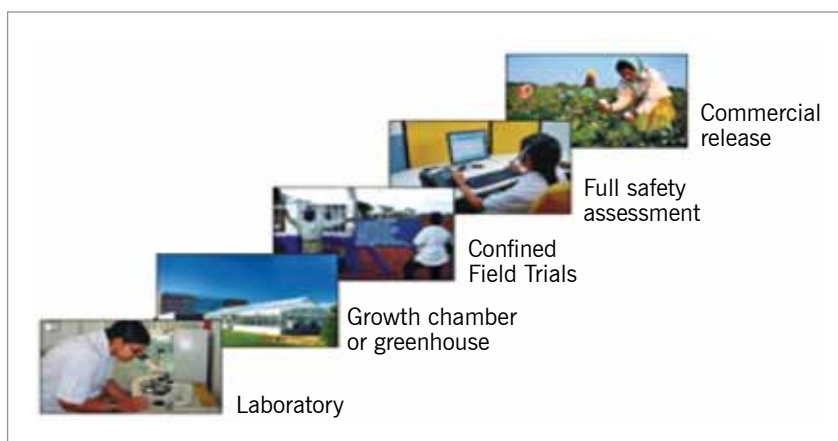 Commercial
release
Full safety
assessment
Confined
Field Trials
Growth chamber
or greenhouse
Laboratory